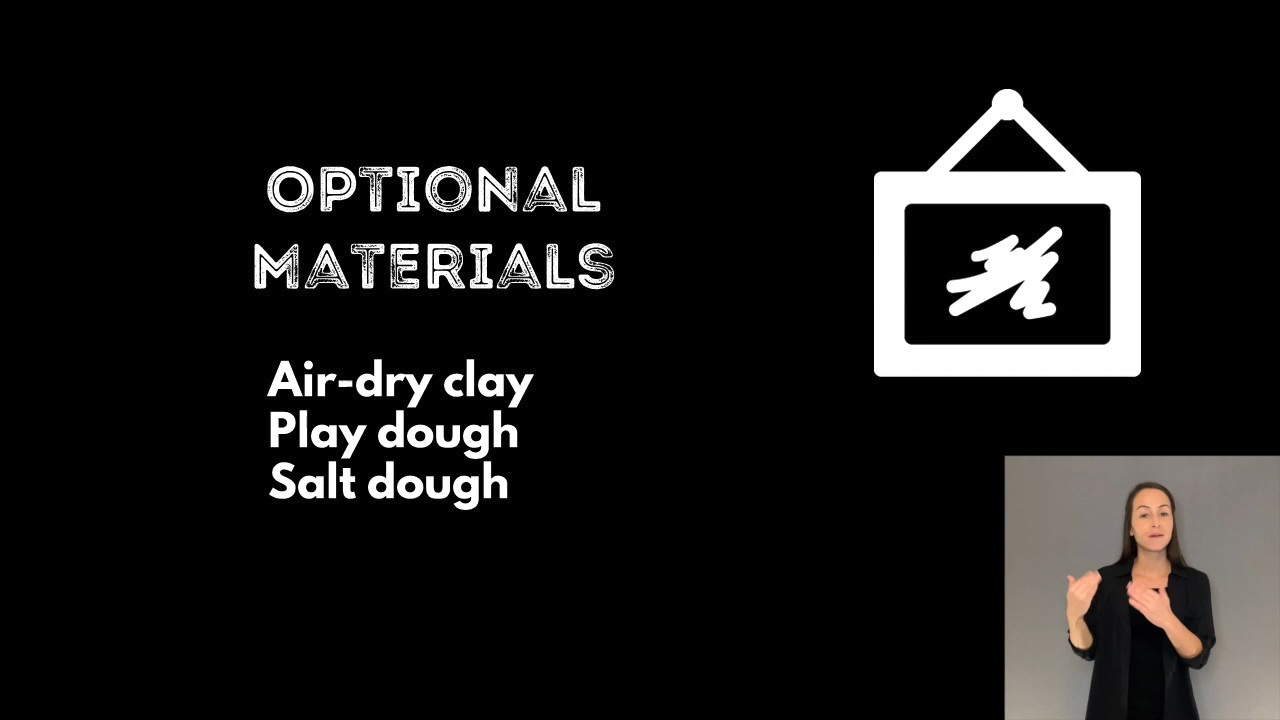 OPTIONAL
MATERIALS
Air-dry clay
Play dough
Salt dough